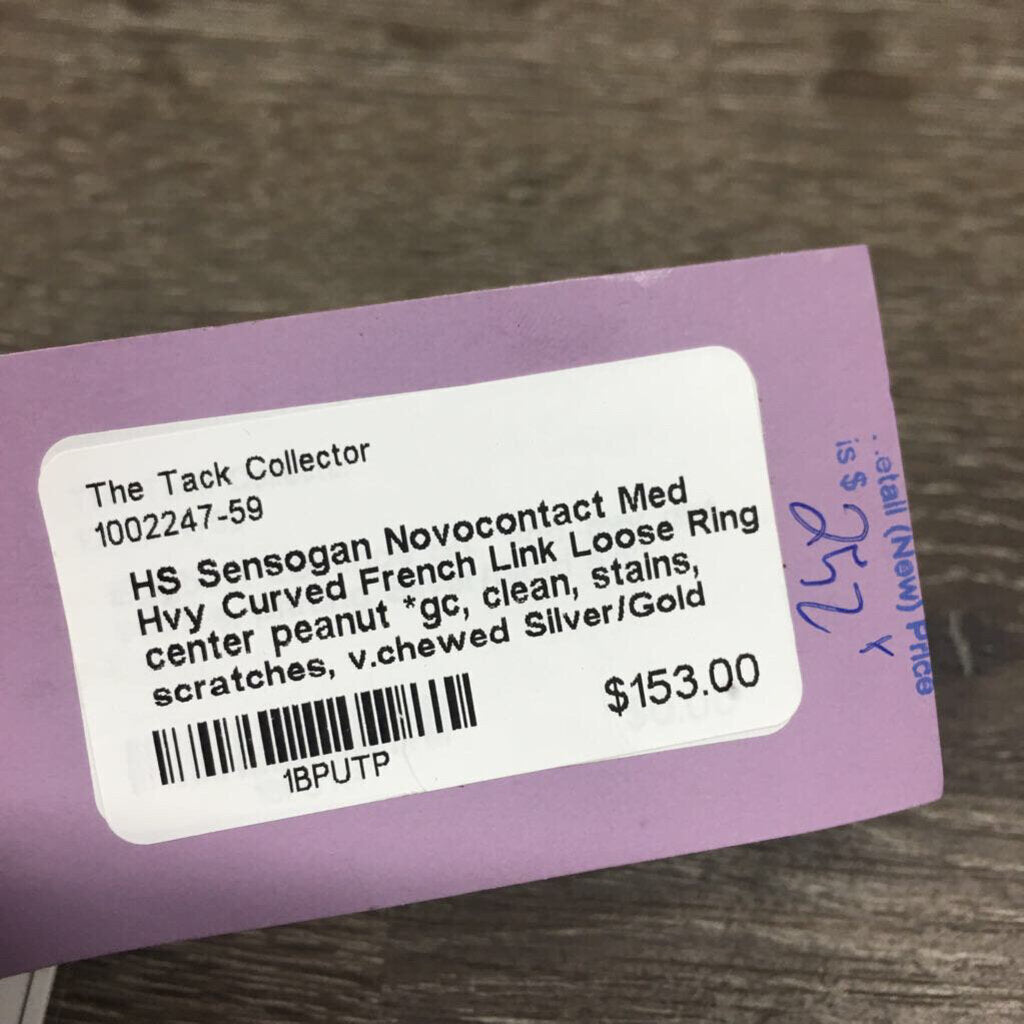 The Tack Collector
1002247-59
HS Sensogan Novocontact Med
Hvy Curved French Link Loose Ring
center peanut *gc, clean, stains,
scratches, v.chewed Silver/Gold
$153.00
1BPUTP
(New) Price
is $